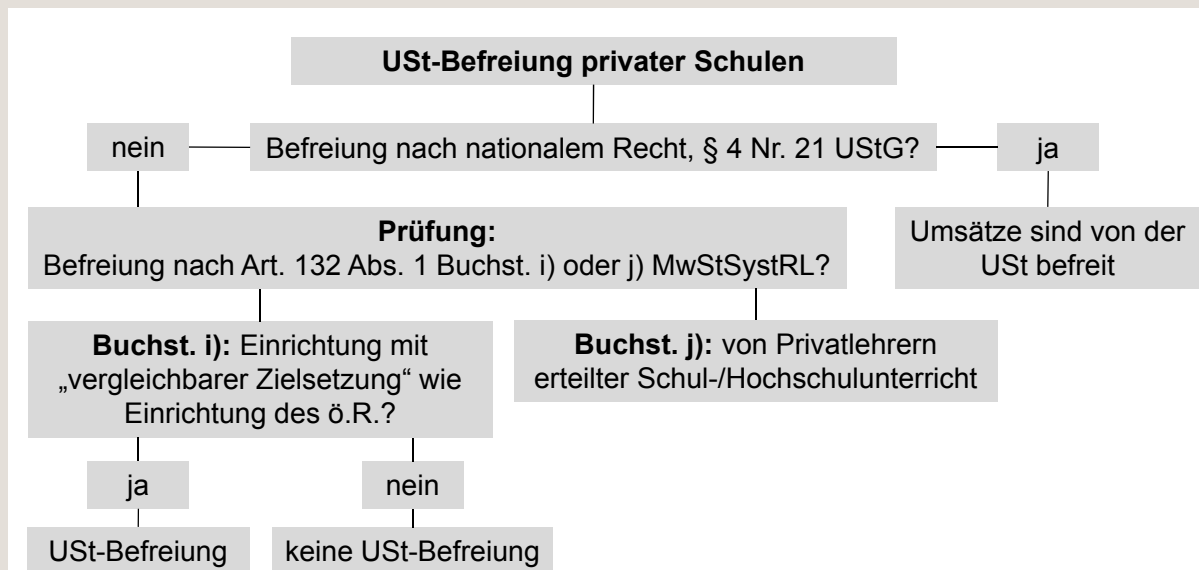 USt-Befreiung privater Schulen
nein
Befreiung nach nationalem Recht, § 4 Nr. 21 UStG?
ja
Prüfung:
Befreiung nach Art. 132 Abs. 1 Buchst. i) oder j) MwStSystRL?
Umsätze sind von der
USt befreit
Buchst. i): Einrichtung mit
„vergleichbarer Zielsetzung“ wie
Einrichtung des ö.R.?
Buchst. j): von Privatlehrern
erteilter Schul-/Hochschulunterricht
ja
nein
USt-Befreiung
keine USt-Befreiung